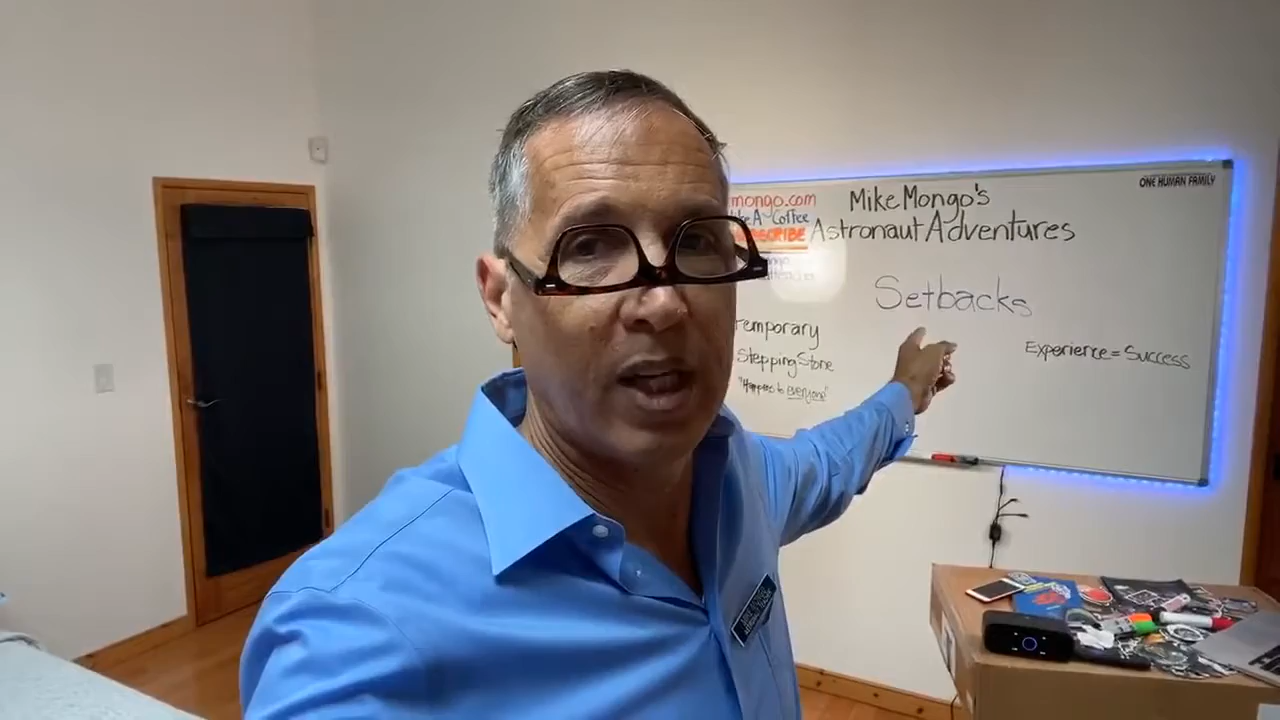 mongo.com
A Coffee
Mike Mongo's
Astronaut Adventures
ONE HUMAN FAMILY
Setbacks
Temporary
Stepping Stone
"Happens to everyone"
Experience = Success